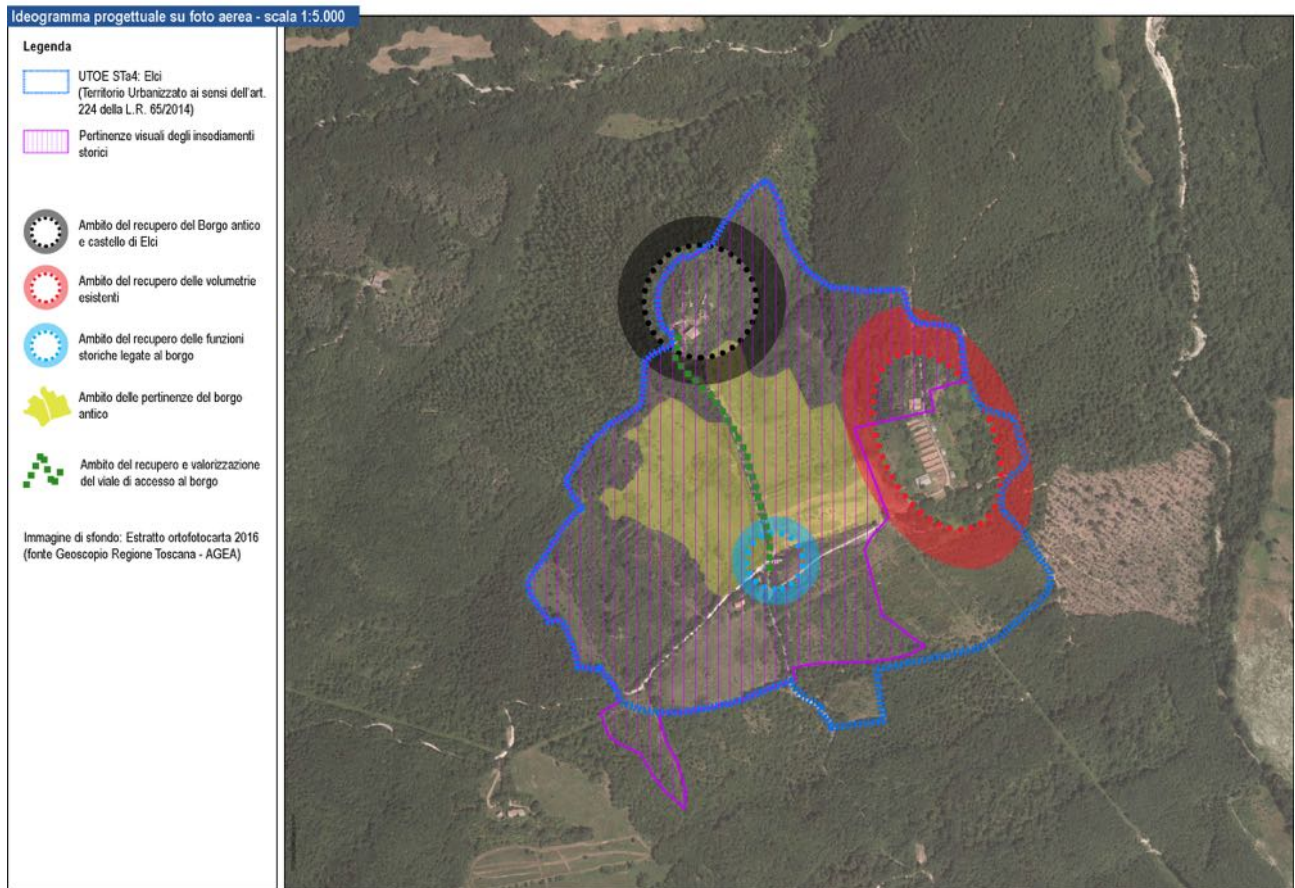 Ideogramma progettuale su foto aerea - scala 1:5.000
Legenda
UTOE STa4: Elci
(Territorio Urbanizzato ai sensi dell'art.
224 della L.R. 65/2014)
Pertinenze visuali degli insediamenti
storici
Ambito del recupero del Borgo antico
e castello di Elci
Ambito del recupero delle volumetrie
esistenti
Ambito del recupero delle funzioni
storiche legate al borgo
Ambito delle pertinenze del borgo
antico
Ambito del recupero e valorizzazione
del viale di accesso al borgo
Immagine di sfondo: Estratto ortofotocarta 2016
(fonte Geoscopio Regione Toscana - AGEA)